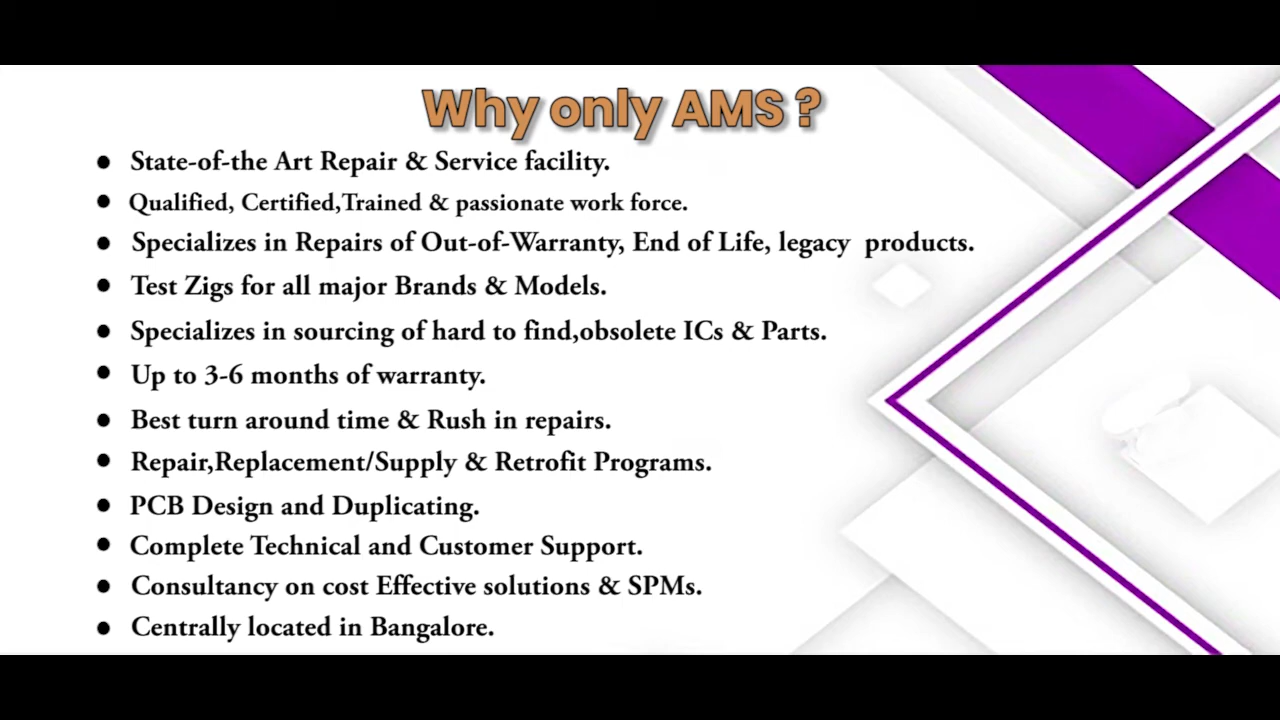 Why only AMS ?
● State-of-the Art Repair & Service facility.
● Qualified, Certified,Trained & passionate work force.
● Specializes in Repairs of Out-of-Warranty, End of Life, legacy  products.
● Test Zigs for all major Brands & Models.
● Specializes in sourcing of hard to find,obsolete ICs & Parts.
● Up to 3-6 months of warranty.
● Best turn around time & Rush in repairs.
● Repair,Replacement/Supply & Retrofit Programs.
● PCB Design and Duplicating.
● Complete Technical and Customer Support.
● Consultancy on cost Effective solutions & SPMs.
● Centrally located in Bangalore.